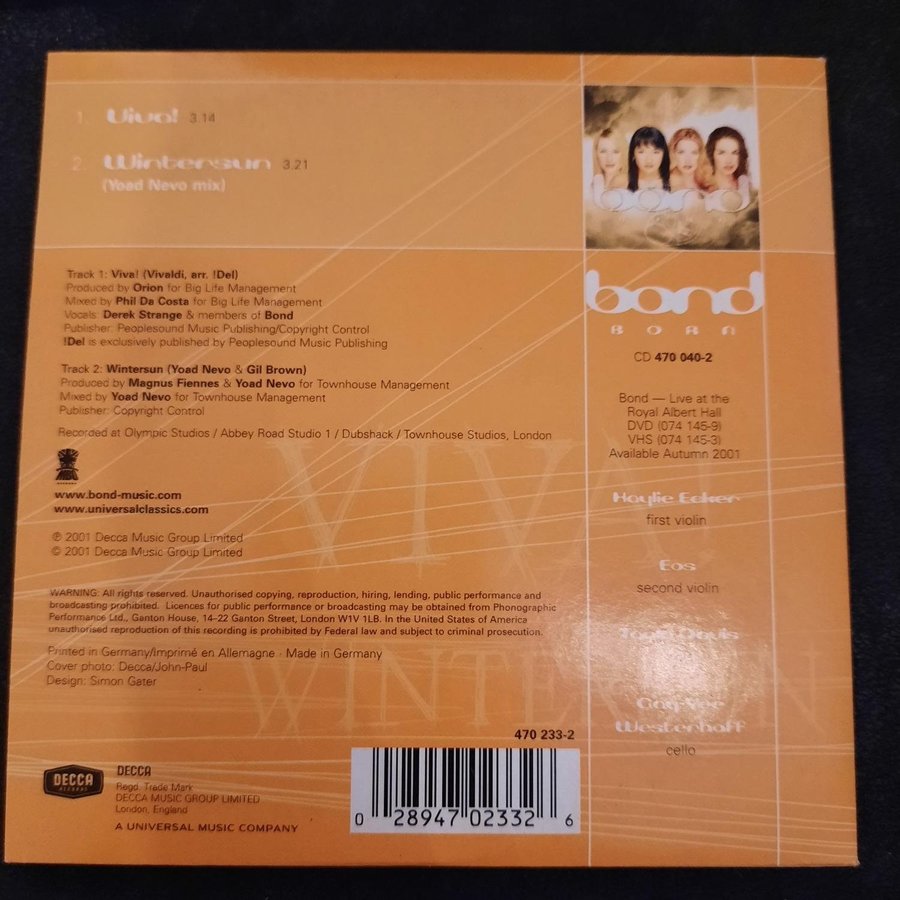 1. Viva! 3.14
2. Wintersun 3.21
(Yoad Nevo mix)
Track 1: Viva! (Vivaldi, arr. !Del)
Produced by Orion for Big Life Management
Mixed by Phil Da Costa for Big Life Management
Vocals: Derek Strange & members of Bond
Publisher: Peoplesound Music Publishing/Copyright Control
!Del is exclusively published by Peoplesound Music Publishing
Track 2: Wintersun (Yoad Nevo & Gil Brown)
Produced by Magnus Fiennes & Yoad Nevo for Townhouse Management
Mixed by Yoad Nevo for Townhouse Management
Publisher: Copyright Control
Recorded at Olympic Studios / Abbey Road Studio 1 / Dubshack / Townhouse Studios, London
www.bond-music.com
www.universalclassics.com
℗ 2001 Decca Music Group Limited
© 2001 Decca Music Group Limited
WARNING: All rights reserved. Unauthorised copying, reproduction, hiring, lending, public performance and
broadcasting prohibited. Licences for public performance or broadcasting may be obtained from Phonographic
Performance Ltd., Ganton House, 14–22 Ganton Street, London W1V 1LB. In the United States of America
unauthorised reproduction of this recording is prohibited by Federal law and subject to criminal prosecution.
Printed in Germany/Imprimé en Allemagne · Made in Germany
Cover photo: Decca/John-Paul
Design: Simon Gater
VIVA!
WINTERSUN
DECCA
RECORDS
DECCA
Regd. Trade Mark
DECCA MUSIC GROUP LIMITED
London, England
A UNIVERSAL MUSIC COMPANY
470 233-2
0 28947 02332 6
bond
bond
BORN
CD 470 040-2
Bond — Live at the
Royal Albert Hall
DVD (074 145-9)
VHS (074 145-3)
Available Autumn 2001
Haylie Ecker
first violin
Eos
second violin
Tania Davis
Gay-Yee
Westerhoff
cello